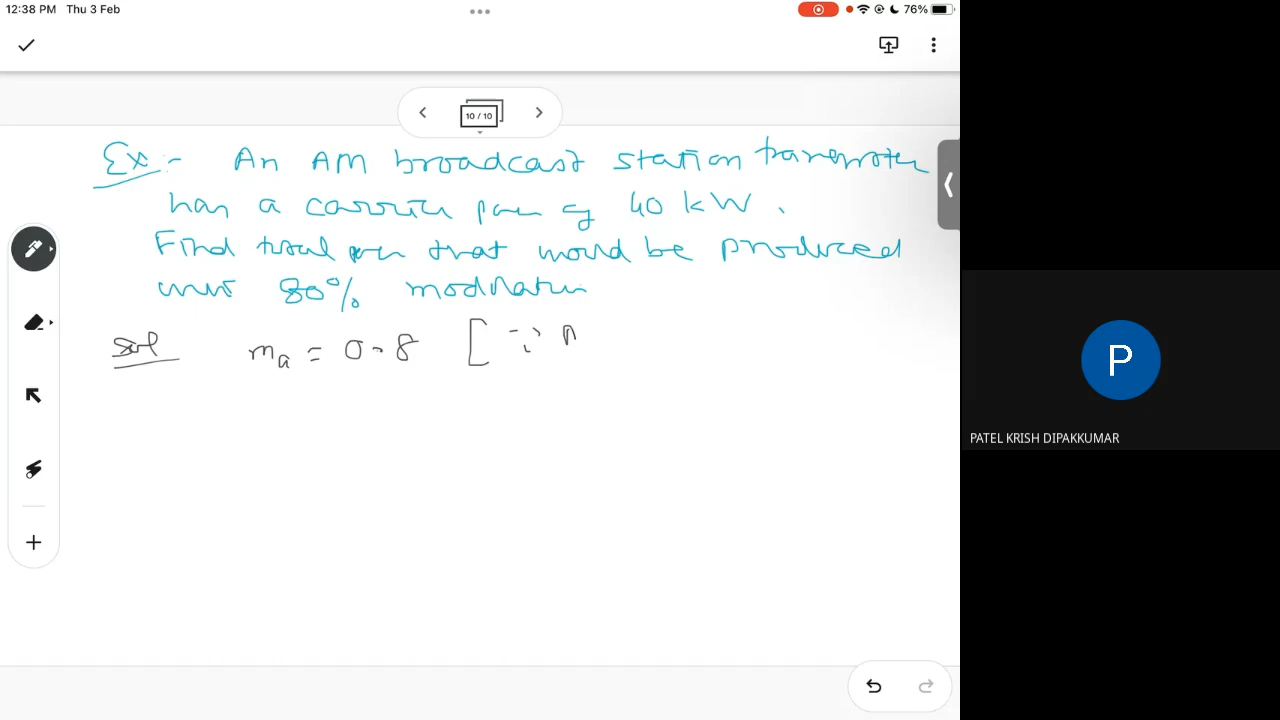 12:38 PM Thu 3 Feb
76%
10 / 10
Ex:- An AM broadcast station transmitter
has a carrier power of 40 kW.
Find total power that would be produced
with 80% modulation
Sol ma = 0.8 [ ∵
P
PATEL KRISH DIPAKKUMAR